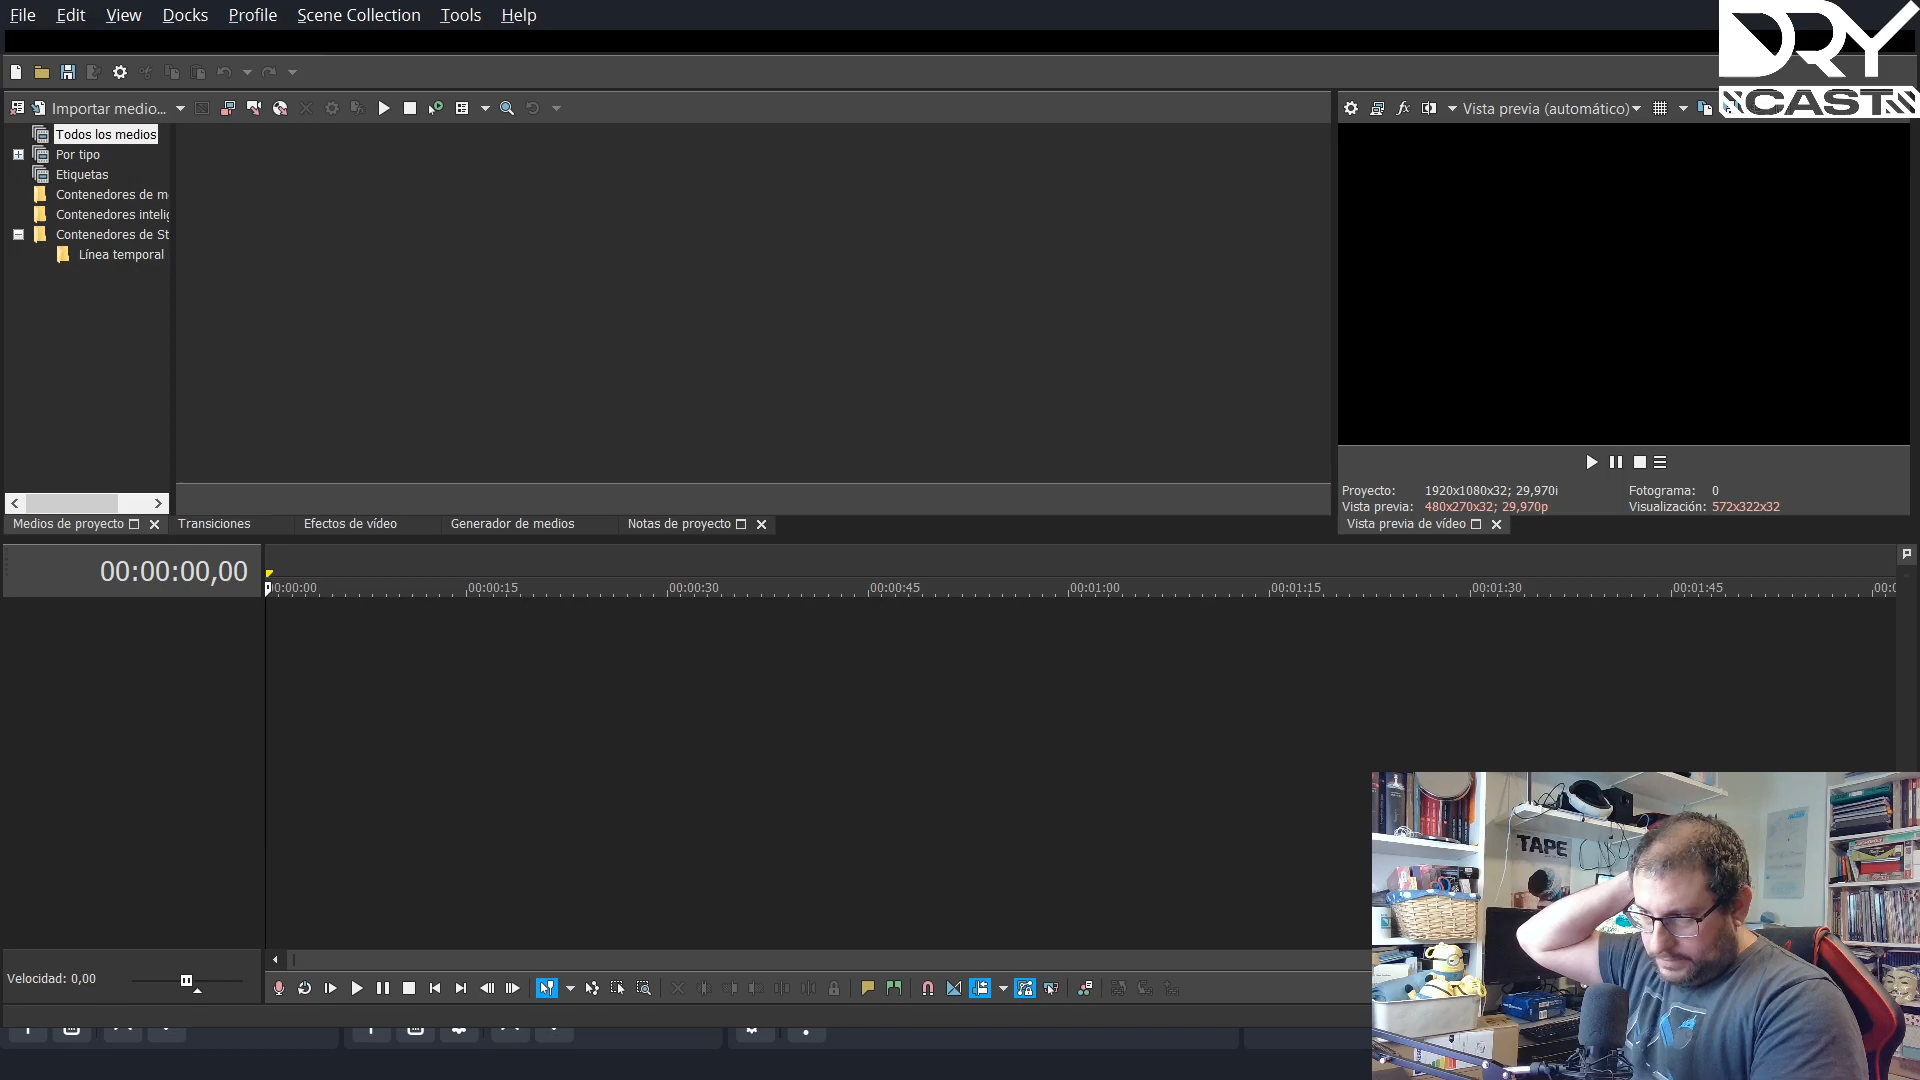 File Edit View Docks Profile Scene Collection Tools Help
DRY
CAST
Importar medio...
Vista previa (automático)
Todos los medios
Por tipo
Etiquetas
Contenedores de m
Contenedores intelig
Contenedores de St
Línea temporal
Proyecto: 1920x1080x32; 29,970i Fotograma: 0
Vista previa: 480x270x32; 29,970p Visualización: 572x322x32
Medios de proyecto Transiciones Efectos de vídeo Generador de medios Notas de proyecto Vista previa de vídeo
00:00:00,00
00:00:00 00:00:15 00:00:30 00:00:45 00:01:00 00:01:15 00:01:30 00:01:45 00:0
TAPE
Velocidad: 0,00